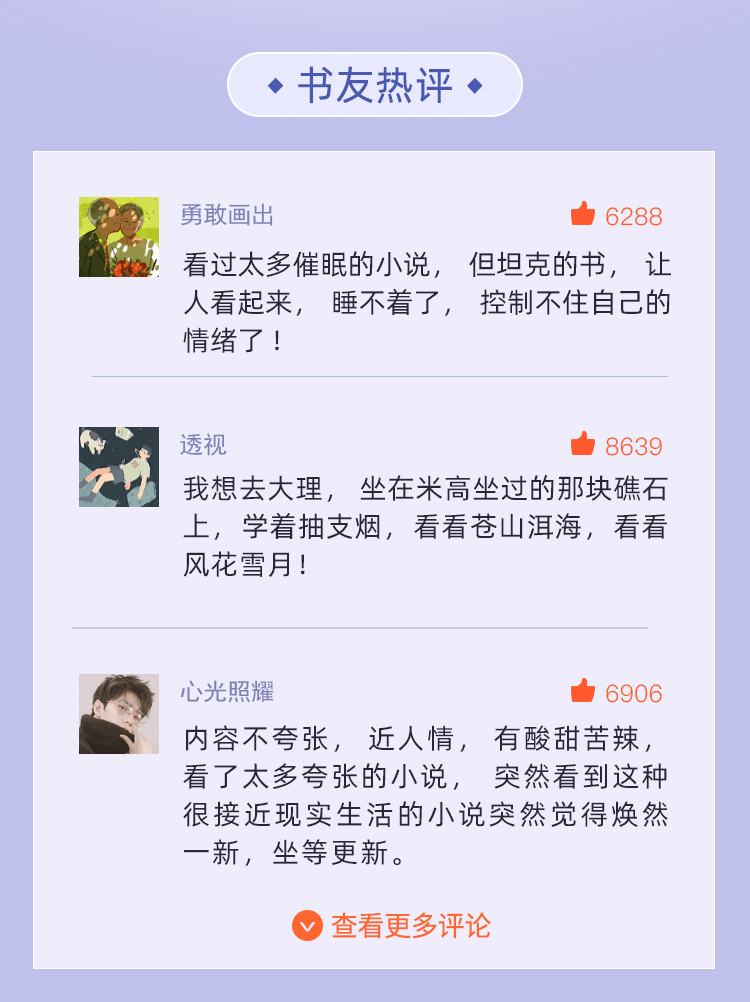 书友热评
勇敢画出
6288
看过太多催眠的小说， 但坦克的书， 让
人看起来， 睡不着了， 控制不住自己的
情绪了！
透视
8639
我想去大理， 坐在米高坐过的那块礁石
上，学着抽支烟，看看苍山洱海，看看
风花雪月！
心光照耀
6906
内容不夸张， 近人情， 有酸甜苦辣，
看了太多夸张的小说， 突然看到这种
很接近现实生活的小说突然觉得焕然
一新，坐等更新。
查看更多评论